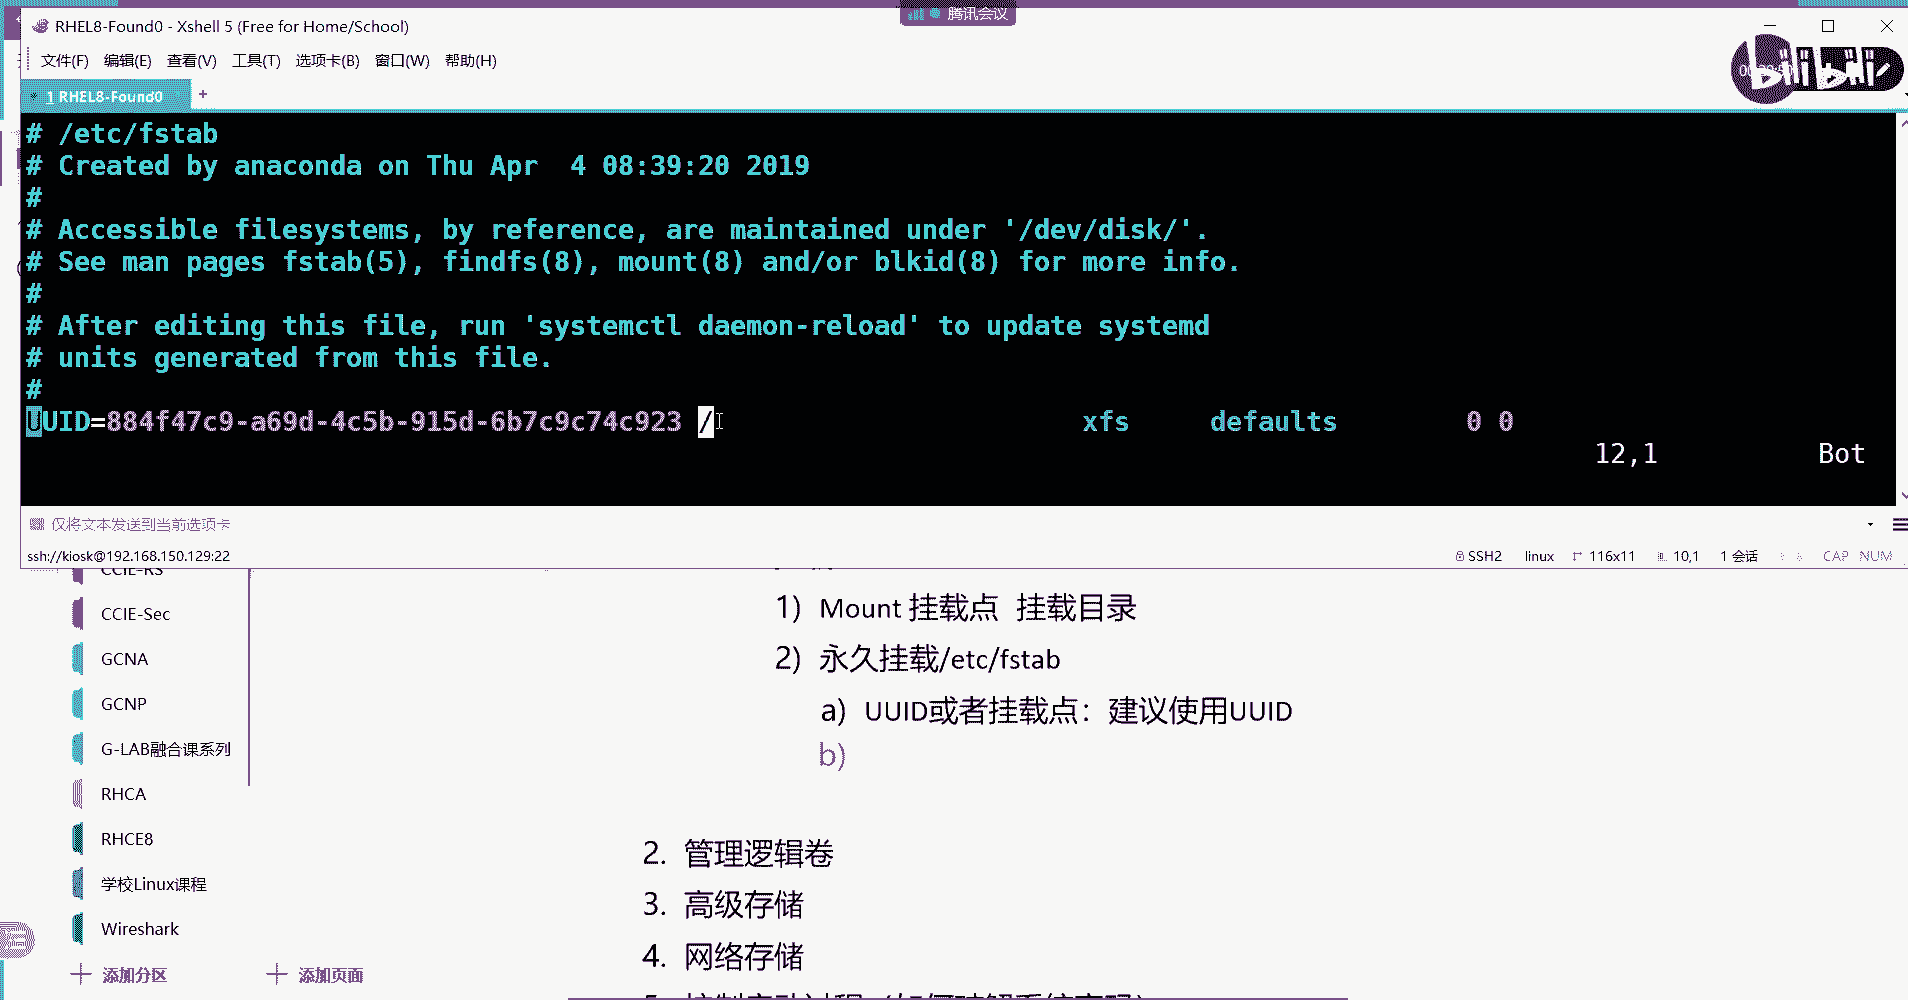 腾讯会议
RHEL8-Found0 - Xshell 5 (Free for Home/School)
文件(F) 编辑(E) 查看(V) 工具(T) 选项卡(B) 窗口(W) 帮助(H)
bilibili
1 RHEL8-Found0 +
# /etc/fstab
# Created by anaconda on Thu Apr  4 08:39:20 2019
#
# Accessible filesystems, by reference, are maintained under '/dev/disk/'.
# See man pages fstab(5), findfs(8), mount(8) and/or blkid(8) for more info.
#
# After editing this file, run 'systemctl daemon-reload' to update systemd
# units generated from this file.
#
UUID=884f47c9-a69d-4c5b-915d-6b7c9c74c923 / xfs defaults 0 0
12,1 Bot
仅将文本发送到当前选项卡
ssh://kiosk@192.168.150.129:22 SSH2 linux 116x11 10,1 1 会话 CAP NUM
CCIE-RS
CCIE-Sec
GCNA
GCNP
G-LAB融合课系列
RHCA
RHCE8
学校Linux课程
Wireshark
添加分区 添加页面
1) Mount 挂载点 挂载目录
2) 永久挂载/etc/fstab
a) UUID或者挂载点：建议使用UUID
b)
2. 管理逻辑卷
3. 高级存储
4. 网络存储